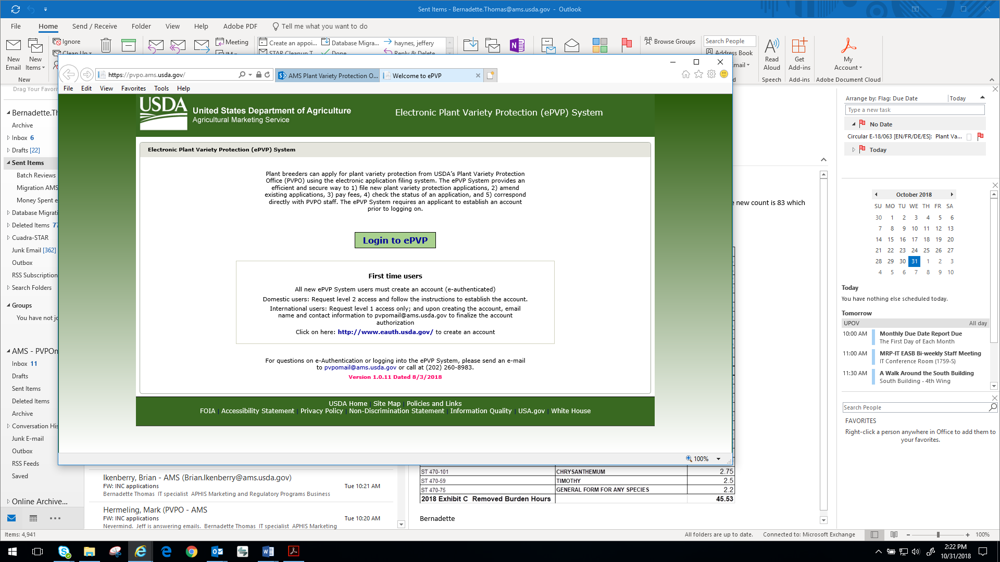 Sent Items - Bernadette.Thomas@ams.usda.gov - Outlook
File Home Send / Receive Folder View Help Adobe PDF Tell me what you want to do
New Email
New Items
New
Ignore
Clean Up
Meeting
Create an appoi...
Database Migra...
haynes, jeffery
STAR Cleanup T
Done
Reply & Delete
Browse Groups
Search People
Address Book
Read Aloud
Speech
Get Add-ins
Add-ins
My Account
Adobe Document Cloud
https://pvpo.ams.usda.gov/
AMS Plant Variety Protection O...
Welcome to ePVP
File Edit View Favorites Tools Help
USDA
United States Department of Agriculture
Agricultural Marketing Service
Electronic Plant Variety Protection (ePVP) System
Electronic Plant Variety Protection (ePVP) System
Plant breeders can apply for plant variety protection from USDA's Plant Variety Protection
Office (PVPO) using the electronic application filing system. The ePVP System provides an
efficient and secure way to 1) file new plant variety protection applications, 2) amend
existing applications, 3) pay fees, 4) check the status of an application, and 5) correspond
directly with PVPO staff. The ePVP System requires an applicant to establish an account
prior to logging on.
Login to ePVP
First time users
All new ePVP System users must create an account (e-authenticated)
Domestic users: Request level 2 access and follow the instructions to establish the account.
International users: Request level 1 access only; and upon creating the account, email
name and contact information to pvpomail@ams.usda.gov to finalize the account
authorization
Click on here: http://www.eauth.usda.gov/ to create an account
For questions on e-Authentication or logging into the ePVP System, please send an e-mail
to pvpomail@ams.usda.gov or call at (202) 260-8983.
Version 1.0.11 Dated 8/3/2018
USDA Home | Site Map | Policies and Links
FOIA | Accessibility Statement | Privacy Policy | Non-Discrimination Statement | Information Quality | USA.gov | White House
100%
Drag Your Favori
Bernadette.Th
Archive
Inbox 6
Drafts [22]
Sent Items
Batch Reviews
Migration AMS
Money Spent e
Database Migrati
Deleted Items 77
Cuadra-STAR
Junk Email [362]
Outbox
RSS Subscription
Search Folders
Groups
You have not jo
AMS - PVPOn
Inbox 11
Drafts
Sent Items
Deleted Items
Archive
Conversation His
Junk E-mail
Outbox
RSS Feeds
Saved
Online Archive...
Ikenberry, Brian - AMS (Brian.Ikenberry@ams.usda.gov)
FW: INC applications Tue 10:21 AM
Bernadette Thomas IT specialist APHIS Marketing and Regulatory Programs Business
Hermeling, Mark (PVPO - AMS
FW: INC applications Tue 10:20 AM
Nevermind. Jeff is answering emails. Bernadette Thomas IT specialist APHIS Marketing
e new count is 83 which
ST 470-101 CHRYSANTHEMUM 2.75
ST 470-59 TIMOTHY 2.5
ST 470-75 GENERAL FORM FOR ANY SPECIES 2.2
2018 Exhibit C Removed Burden Hours 45.53
Bernadette
Arrange by: Flag: Due Date Today
Type a new task
No Date
Circular E-18/063 [EN/FR/DE/ES]: Plant Va...
Today
October 2018
SU MO TU WE TH FR SA
30 1 2 3 4 5 6
7 8 9 10 11 12 13
14 15 16 17 18 19 20
21 22 23 24 25 26 27
28 29 30 31 1 2 3
4 5 6 7 8 9 10
Today
You have nothing else scheduled today.
Tomorrow
UPOV All day
10:00 AM Monthly Due Date Report Due
The First Day of Each Month
11:00 AM MRP-IT EASB Bi-weekly Staff Meeting
IT Conference Room (1759-S)
11:30 AM A Walk Around the South Building
South Building - 4th Wing
Search People
FAVORITES
Right-click a person anywhere in Office to add them to
your favorites.
Items: 4,941
All folders are up to date. Connected to: Microsoft Exchange 100%
2:22 PM
10/31/2018